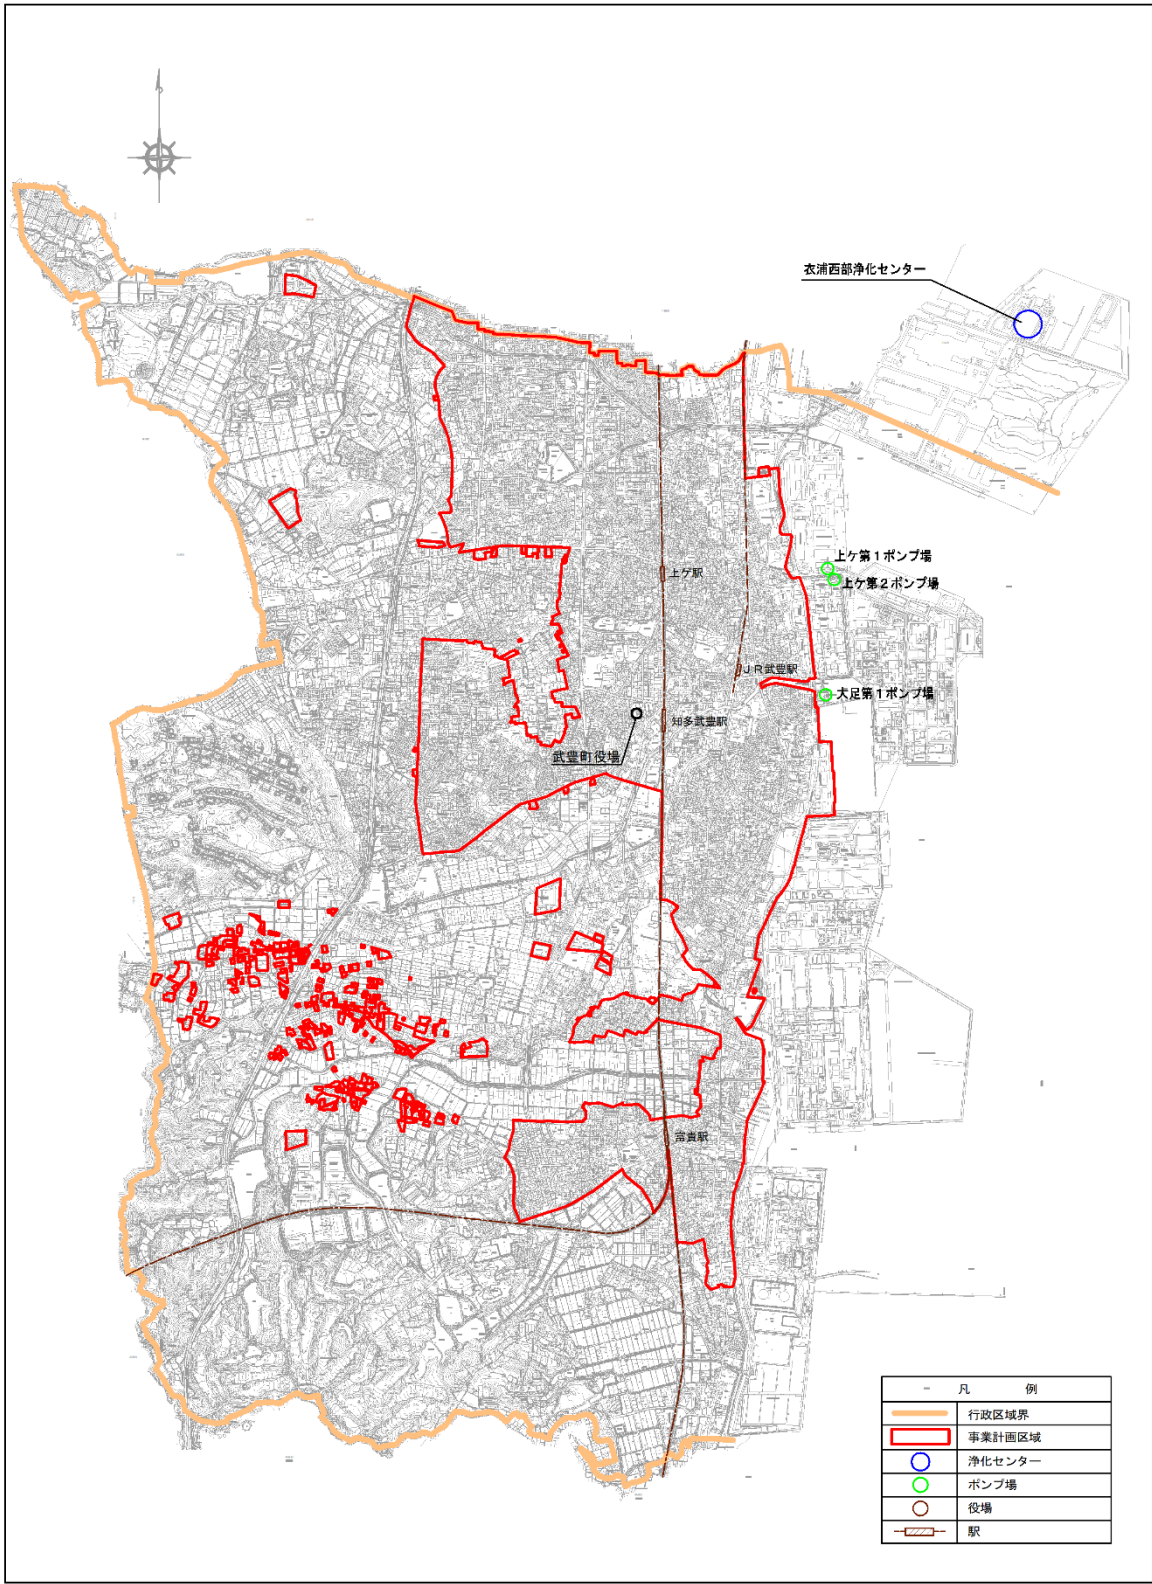 衣浦西部浄化センター
上ケ第1ポンプ場
上ケ第2ポンプ場
上ケ駅
JR武豊駅
大足第1ポンプ場
知多武豊駅
武豊町役場
富貴駅
凡 例
行政区域界
事業計画区域
浄化センター
ポンプ場
役場
駅